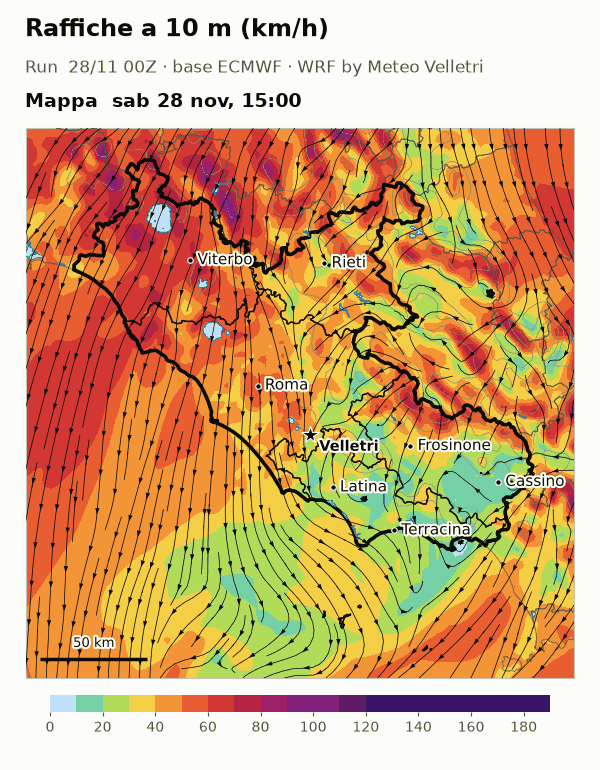 Raffiche a 10 m (km/h)
Run 28/11 00Z · base ECMWF · WRF by Meteo Velletri
Mappa sab 28 nov, 15:00
Viterbo
Rieti
Roma
Velletri
Frosinone
Cassino
Latina
Terracina
50 km
0 20 40 60 80 100 120 140 160 180